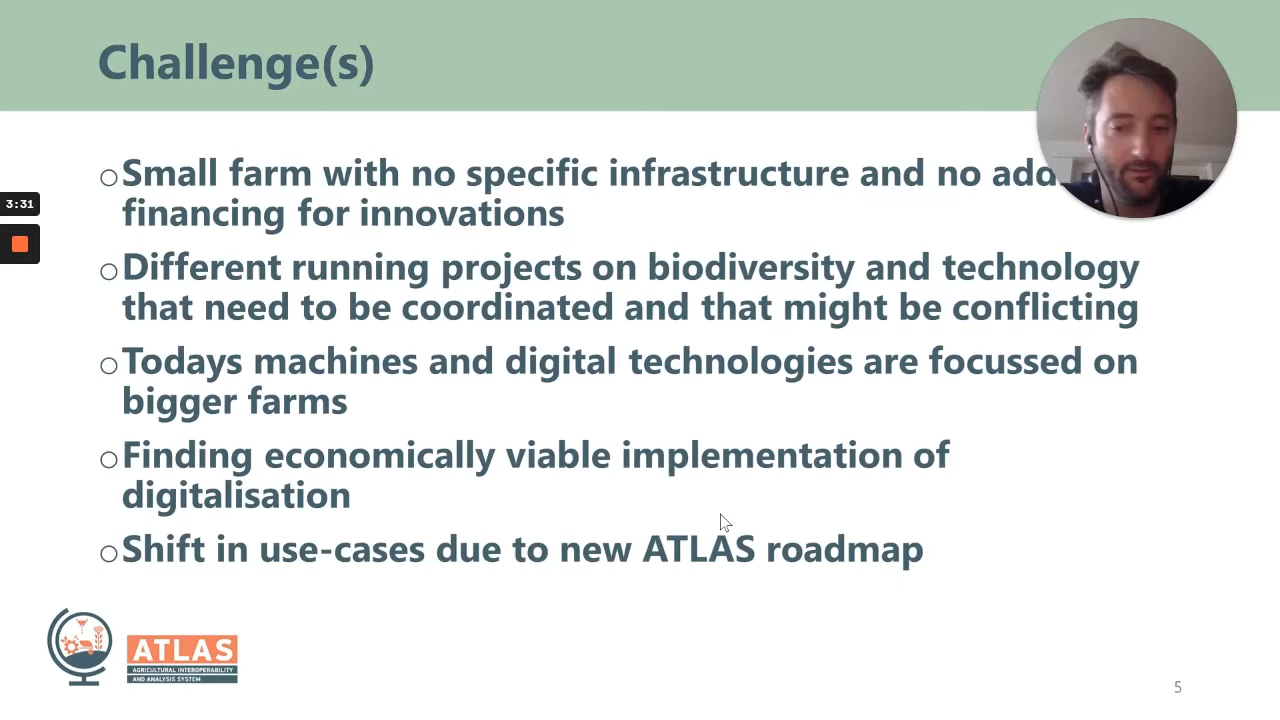 Challenge(s)
○Small farm with no specific infrastructure and no
financing for innovations
○Different running projects on biodiversity and technology
that need to be coordinated and that might be conflicting
3:31
○Todays machines and digital technologies are focussed on
bigger farms
○Finding economically viable implementation of
digitalisation
○Shift in use-cases due to new ATLAS roadmap
ATLAS
AGRICULTURAL INTEROPERABILITY
AND ANALYSIS SYSTEM
5